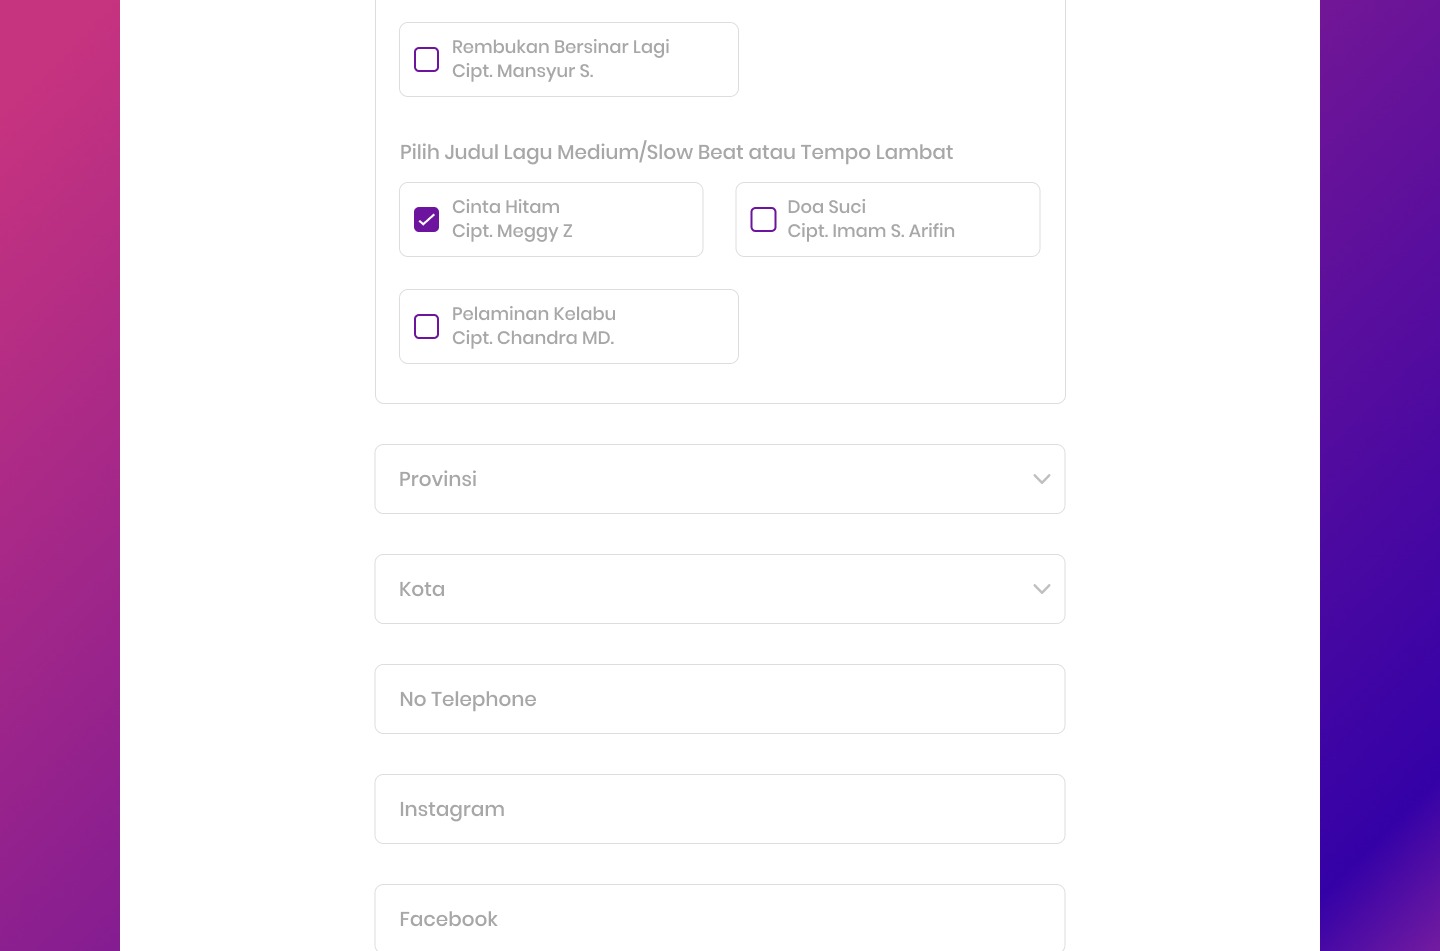 Rembukan Bersinar Lagi
Cipt. Mansyur S.
Pilih Judul Lagu Medium/Slow Beat atau Tempo Lambat
Cinta Hitam
Cipt. Meggy Z
Doa Suci
Cipt. Imam S. Arifin
Pelaminan Kelabu
Cipt. Chandra MD.
Provinsi
Kota
No Telephone
Instagram
Facebook